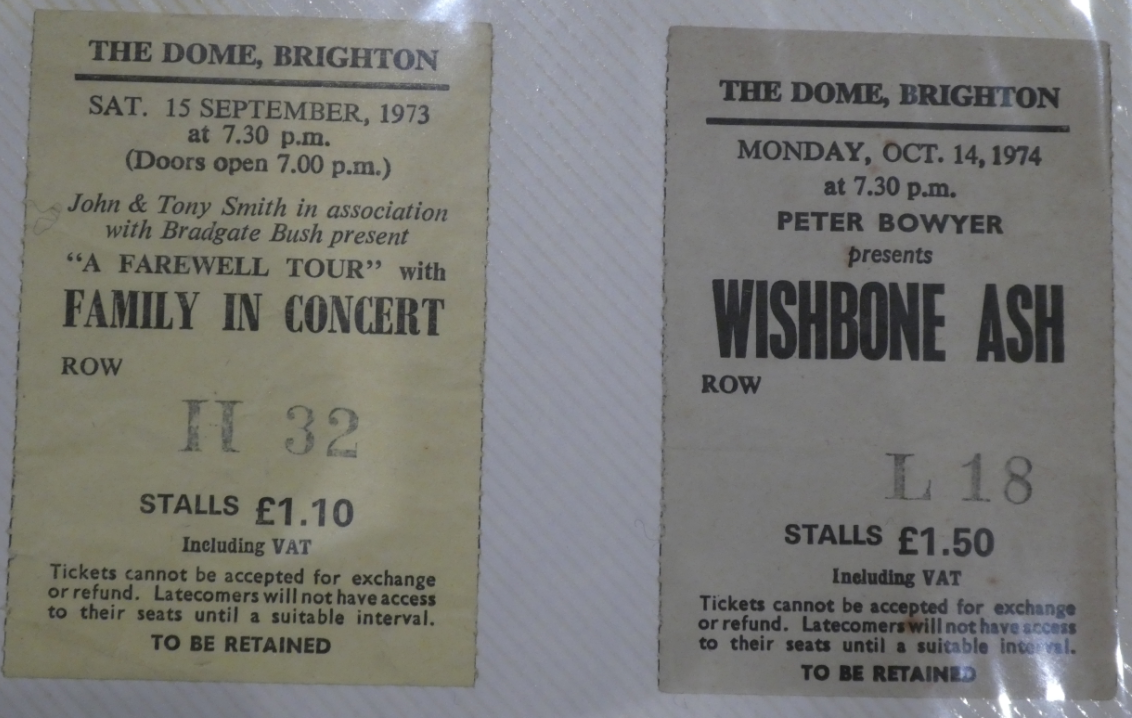 THE DOME, BRIGHTON
SAT. 15 SEPTEMBER, 1973
at 7.30 p.m.
(Doors open 7.00 p.m.)
John & Tony Smith in association
with Bradgate Bush present
“A FAREWELL TOUR” with
FAMILY IN CONCERT
ROW
H 32
STALLS £1.10
Including VAT
Tickets cannot be accepted for exchange
or refund. Latecomers will not have access
to their seats until a suitable interval.
TO BE RETAINED
THE DOME, BRIGHTON
MONDAY, OCT. 14, 1974
at 7.30 p.m.
PETER BOWYER
presents
WISHBONE ASH
ROW
L 18
STALLS £1.50
Including VAT
Tickets cannot be accepted for exchange
or refund. Latecomers will not have access
to their seats until a suitable interval.
TO BE RETAINED